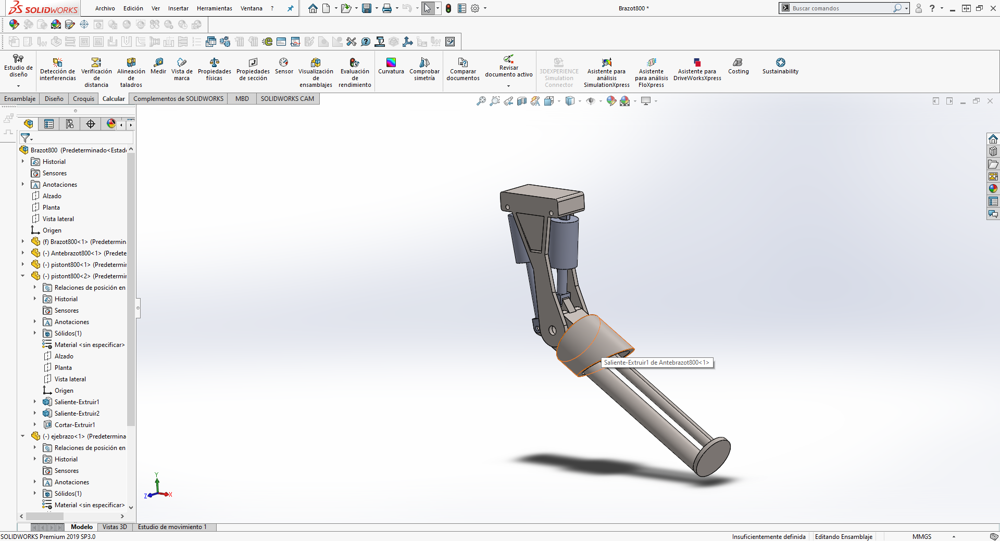 SOLIDWORKS
Archivo Edición Ver Insertar Herramientas Ventana ?
Brazot800 *
Buscar comandos
?
Estudio de diseño
Detección de interferencias
Verificación de distancia
Alineación de taladros
Medir
Vista de marca
Propiedades físicas
Propiedades de sección
Sensor
Visualización de ensamblajes
Evaluación de rendimiento
Curvatura
Comprobar simetría
Comparar documentos
Revisar documento activo
3DEXPERIENCE Simulation Connector
Asistente para análisis SimulationXpress
Asistente para análisis FloXpress
Asistente para DriveWorksXpress
Costing
Sustainability
Ensamblaje Diseño Croquis Calcular Complementos de SOLIDWORKS MBD SOLIDWORKS CAM
Brazot800 (Predeterminado<Estad
Historial
Sensores
Anotaciones
Alzado
Planta
Vista lateral
Origen
(f) Brazot800<1> (Predetermin
(-) Antebrazot800<1> (Predete
(-) pistont800<1> (Predetermin
(-) pistont800<2> (Predetermin
Relaciones de posición en
Historial
Sensores
Anotaciones
Sólidos(1)
Material <sin especificar>
Alzado
Planta
Vista lateral
Origen
Saliente-Extruir1
Saliente-Extruir2
Cortar-Extruir1
(-) ejebrazo<1> (Predetermina
Relaciones de posición en
Historial
Sensores
Anotaciones
Sólidos(1)
Material <sin especificar>
Saliente-Extruir1 de Antebrazot800<1>
Y
Z
X
Modelo Vistas 3D Estudio de movimiento 1
SOLIDWORKS Premium 2019 SP3.0
Insuficientemente definida Editando Ensamblaje MMGS